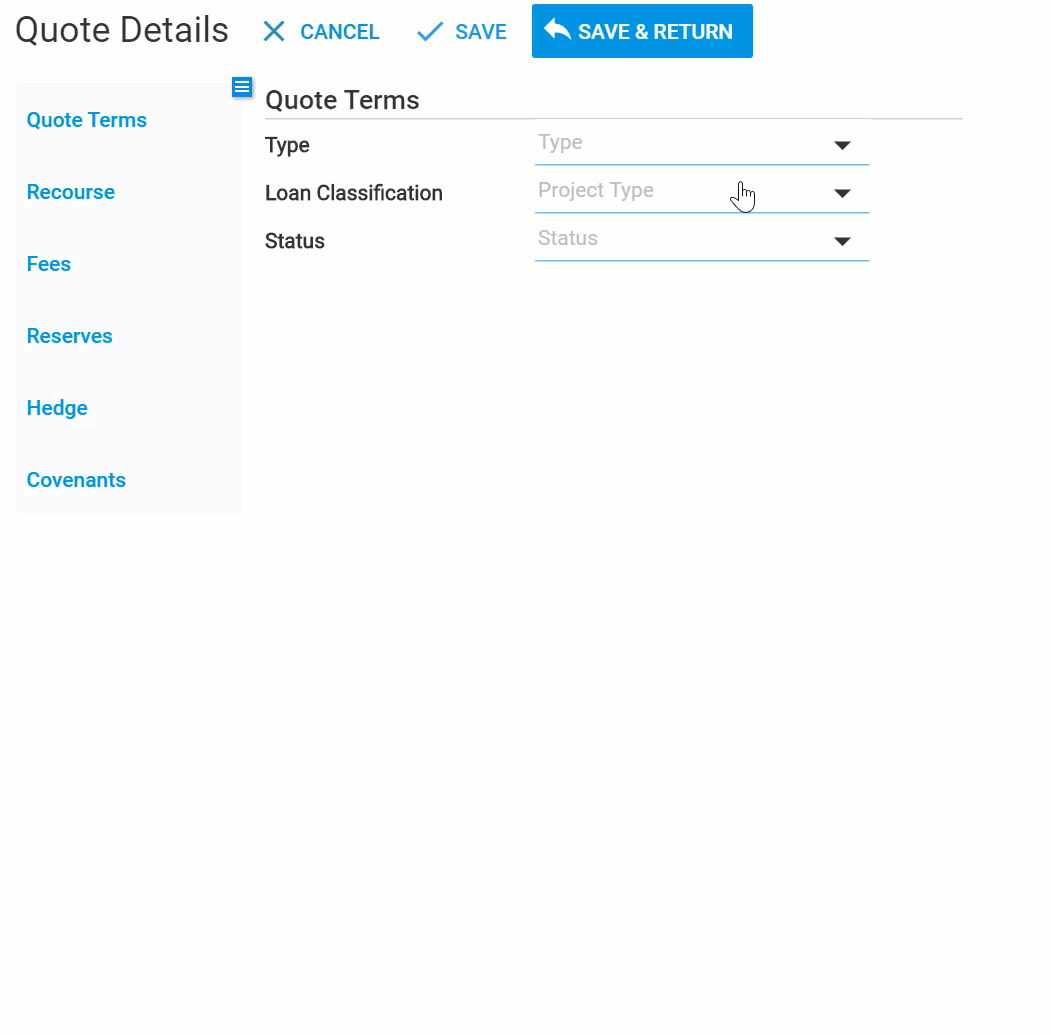 Quote Details CANCEL SAVE SAVE & RETURN
Quote Terms
Recourse
Fees
Reserves
Hedge
Covenants
Quote Terms
Type Type
Loan Classification Project Type
Status Status